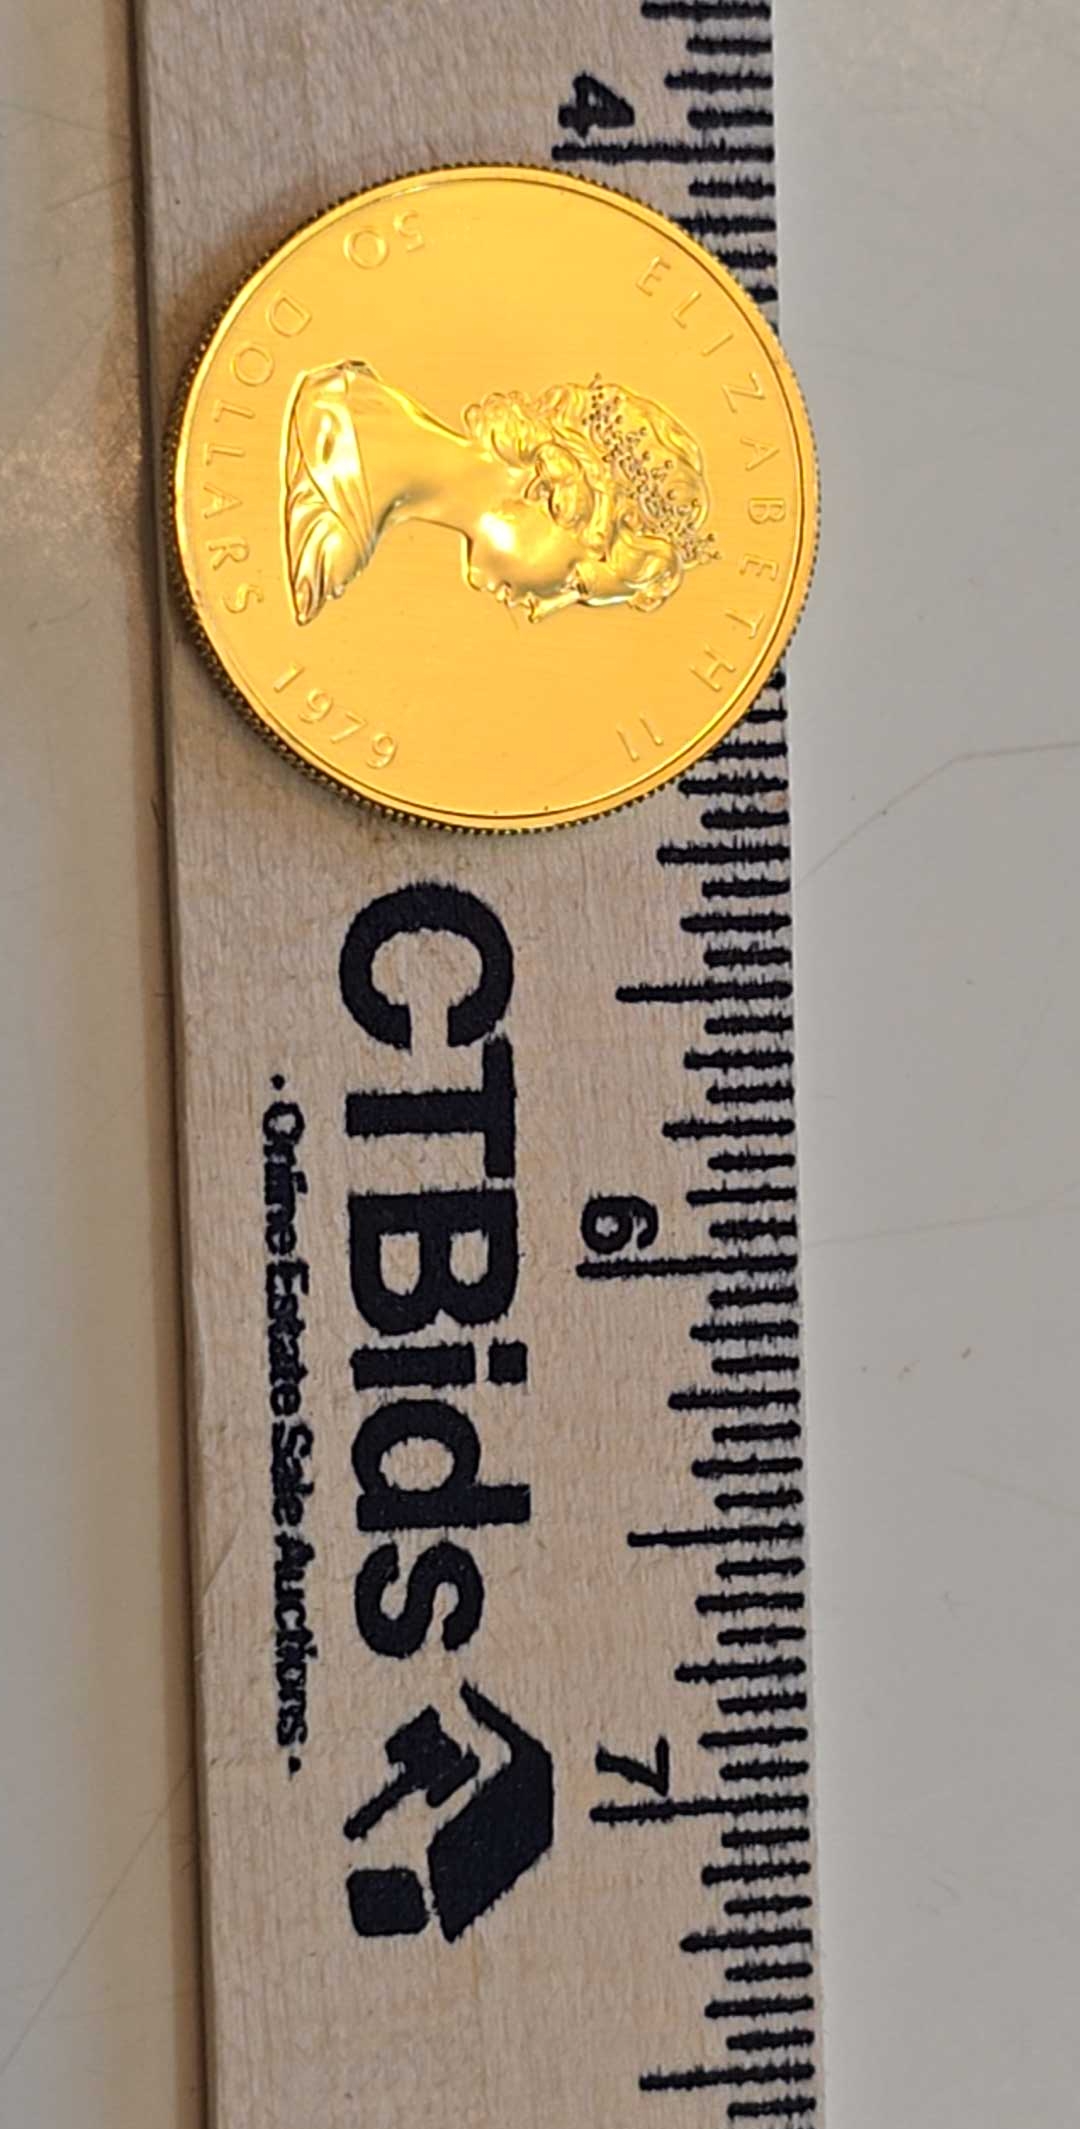 ELIZABETH II
50 DOLLARS 1979
4
6
7
CTBids
· Online Estate Sale Auctions ·